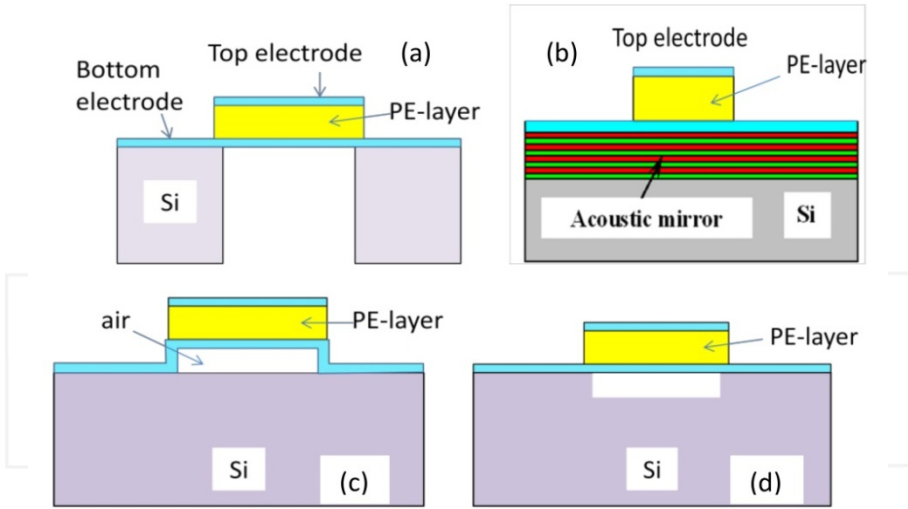 Top electrode
(a)
Bottom
electrode
PE-layer
Si
(b)
Top electrode
PE-layer
Acoustic mirror
Si
air
PE-layer
Si
(c)
PE-layer
Si
(d)